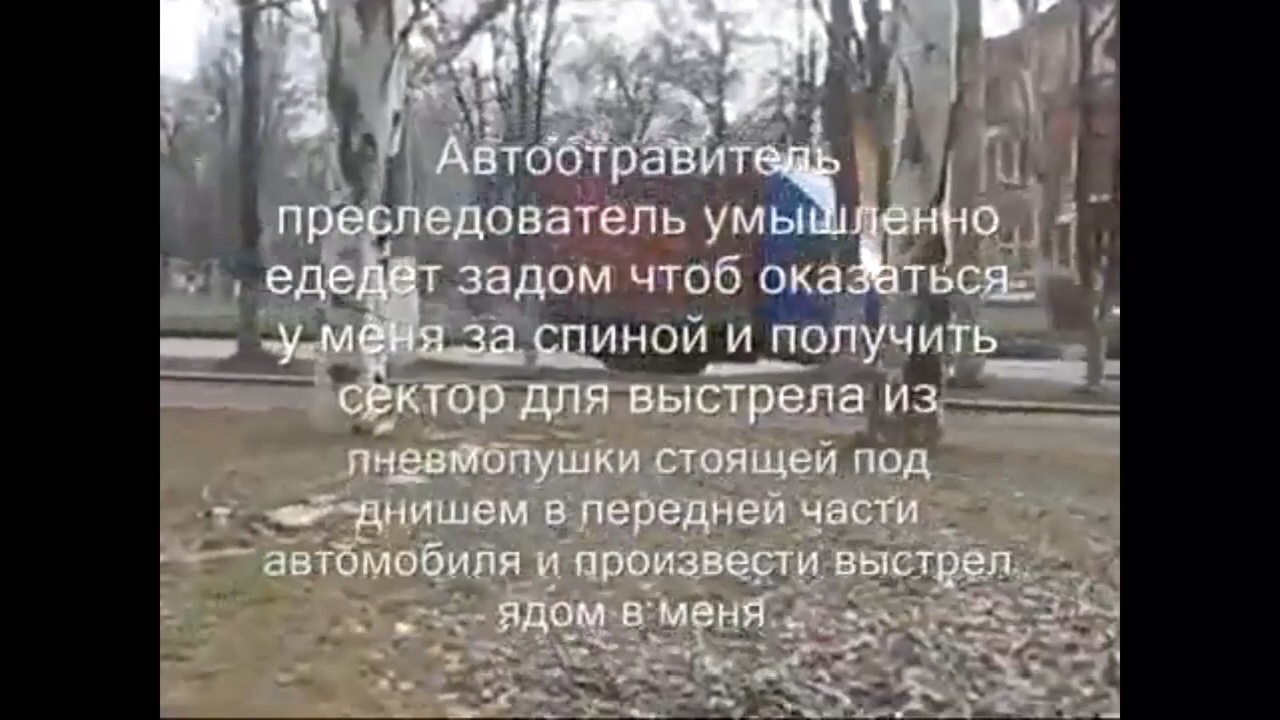 Автоотравитель
преследователь умышленно
едедет задом чтоб оказаться
у меня за спиной и получить
сектор для выстрела из
пневмопушки стоящей под
днишем в передней части
автомобиля и произвести выстрел
ядом в меня...